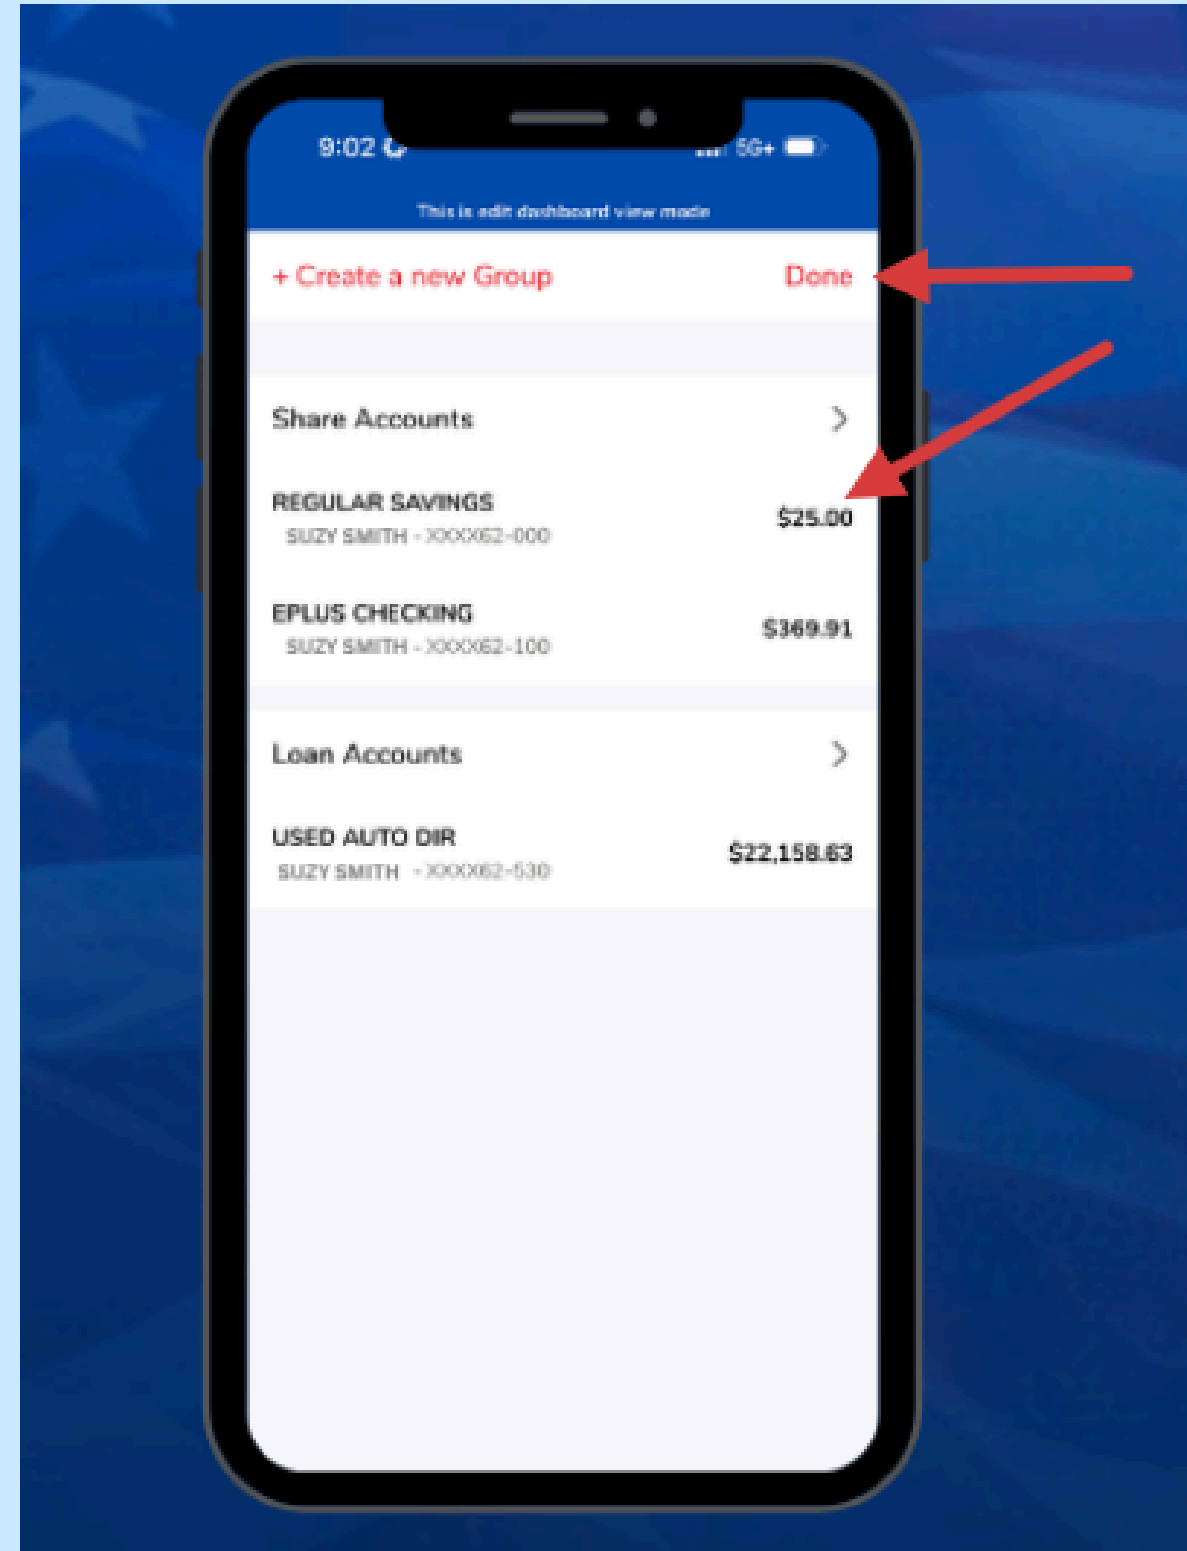 9:02
5G+
This is edit dashboard view mode
+ Create a new Group
Done
Share Accounts
REGULAR SAVINGS
$25.00
SUZY SMITH - XXXX62-000
EPLUS CHECKING
$369.91
SUZY SMITH - XXXX62-100
Loan Accounts
USED AUTO DIR
$22,158.63
SUZY SMITH - XXXX62-530